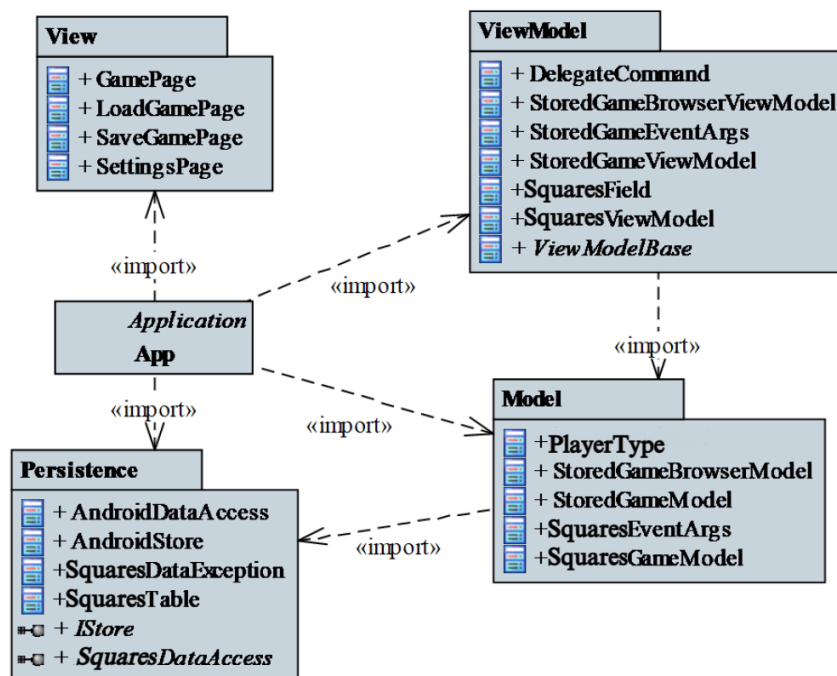 View
+ GamePage
+ LoadGamePage
+ SaveGamePage
+ SettingsPage
ViewModel
+ DelegateCommand
+ StoredGameBrowserViewModel
+ StoredGameEventArgs
+ StoredGameViewModel
+SquaresField
+SquaresViewModel
+ ViewModelBase
«import»
«import»
Application
App
«import»
«import»
«import»
Persistence
+ AndroidDataAccess
+ AndroidStore
+SquaresDataException
+SquaresTable
+ IStore
+ SquaresDataAccess
Model
+PlayerType
+ StoredGameBrowserModel
+ StoredGameModel
+SquaresEventArgs
+SquaresGameModel
«import»